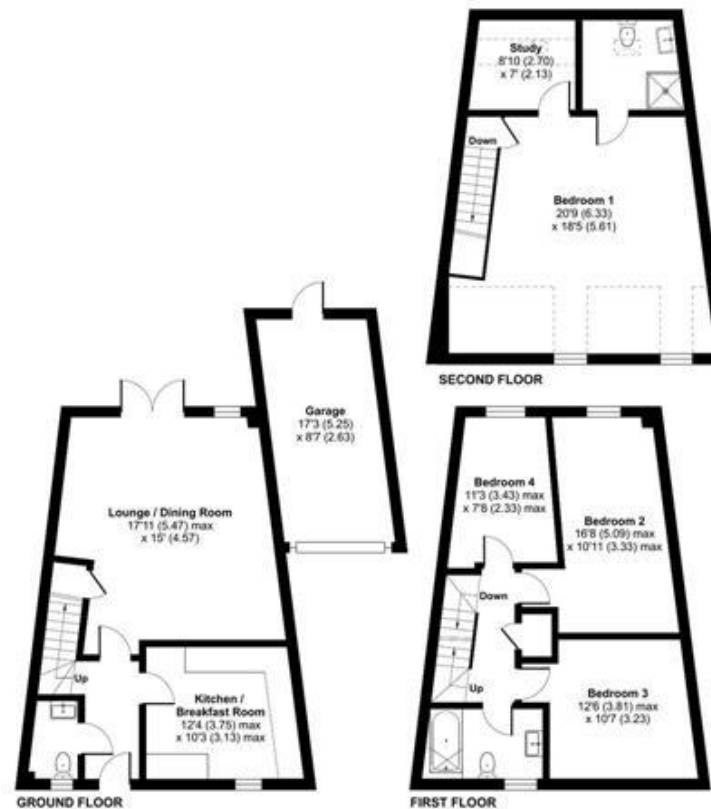 Study
8'10 (2.70)
x 7' (2.13)
Down
Bedroom 1
20'9 (6.33)
x 18'5 (5.61)
SECOND FLOOR
Garage
17'3 (5.25)
x 8'7 (2.63)
Lounge / Dining Room
17'11 (5.47) max
x 15' (4.57)
Up
Kitchen /
Breakfast Room
12'4 (3.75) max
x 10'3 (3.13) max
GROUND FLOOR
Bedroom 4
11'3 (3.43) max
x 7'8 (2.33) max
Bedroom 2
16'8 (5.09) max
x 10'11 (3.33) max
Down
Up
Bedroom 3
12'6 (3.81) max
x 10'7 (3.23)
FIRST FLOOR